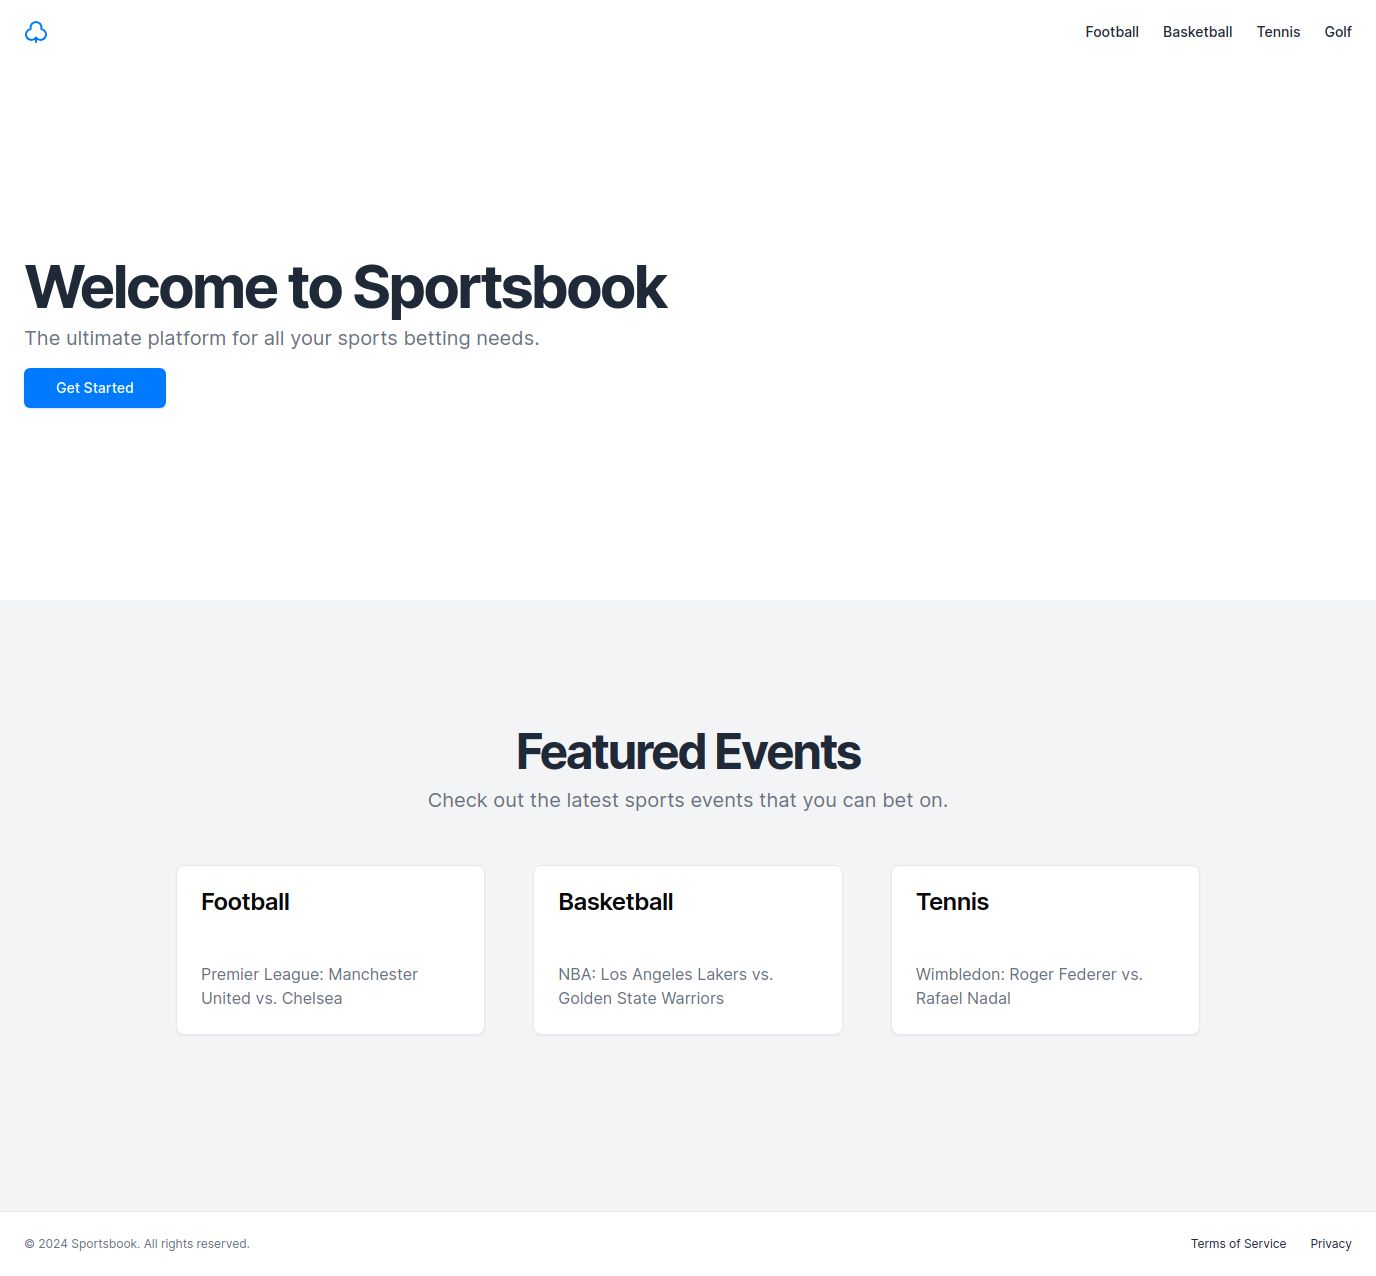 Football Basketball Tennis Golf
Welcome to Sportsbook
The ultimate platform for all your sports betting needs.
Get Started
Featured Events
Check out the latest sports events that you can bet on.
Football
Premier League: Manchester
United vs. Chelsea
Basketball
NBA: Los Angeles Lakers vs.
Golden State Warriors
Tennis
Wimbledon: Roger Federer vs.
Rafael Nadal
© 2024 Sportsbook. All rights reserved.
Terms of Service Privacy